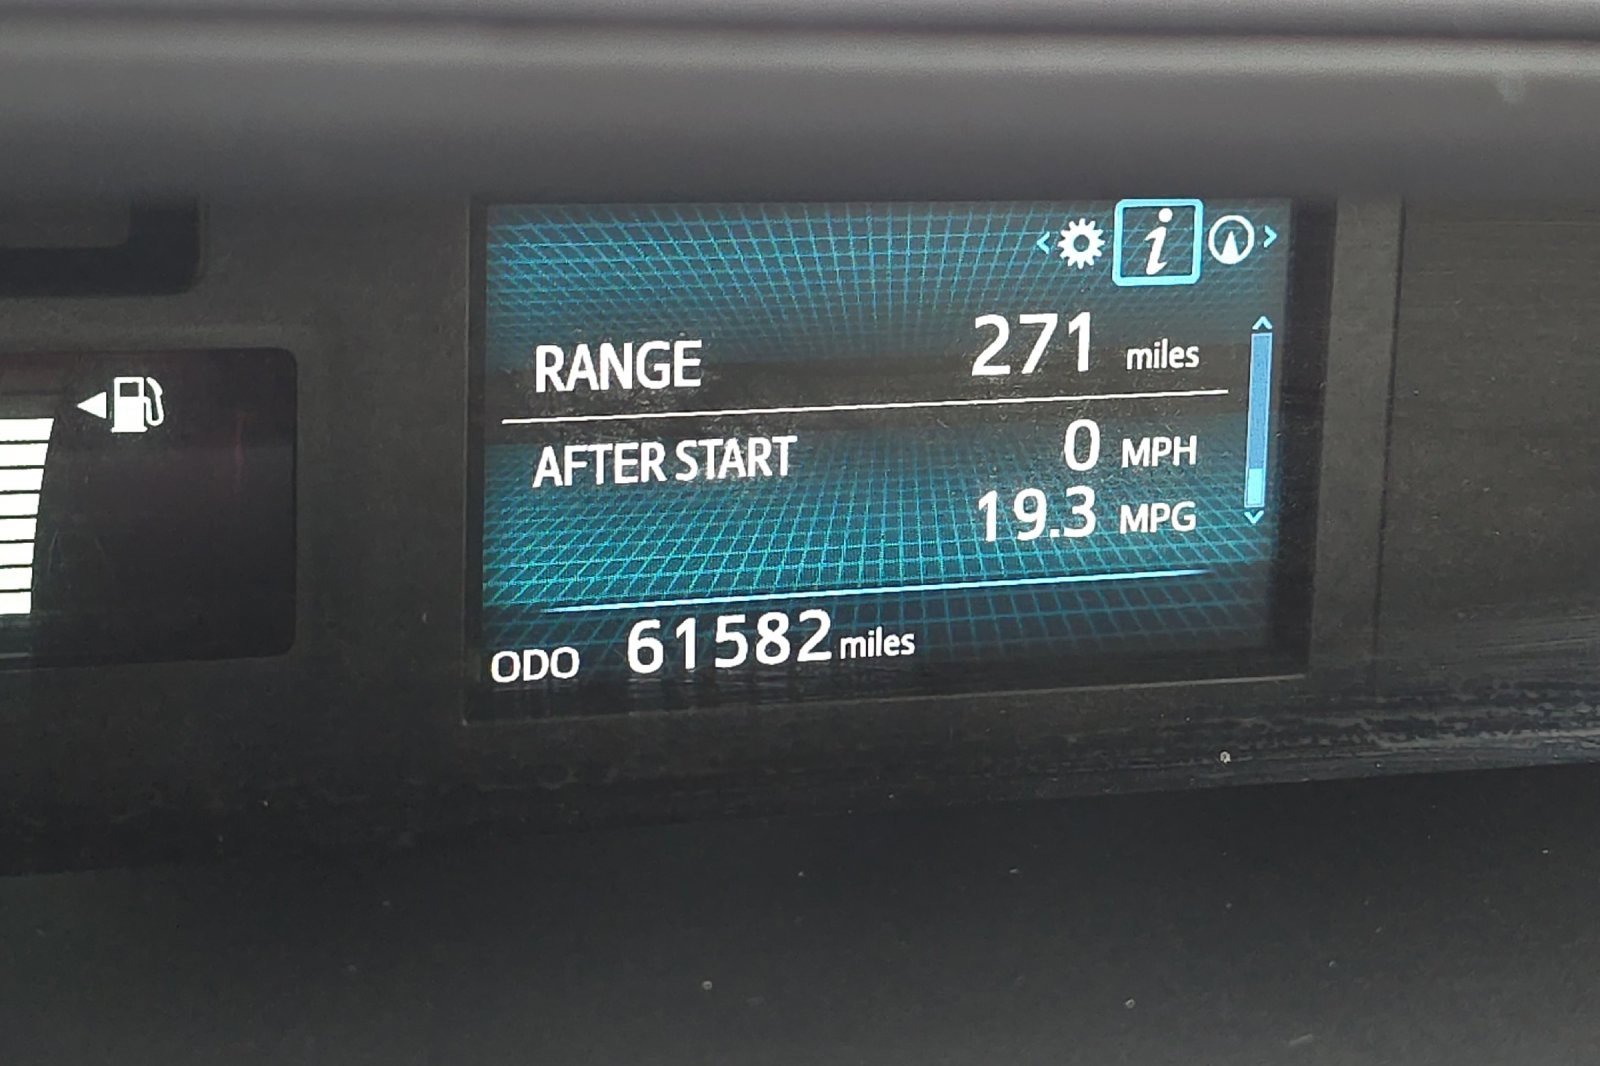 i
RANGE 271 miles
AFTER START 0 MPH
19.3 MPG
ODO 61582 miles